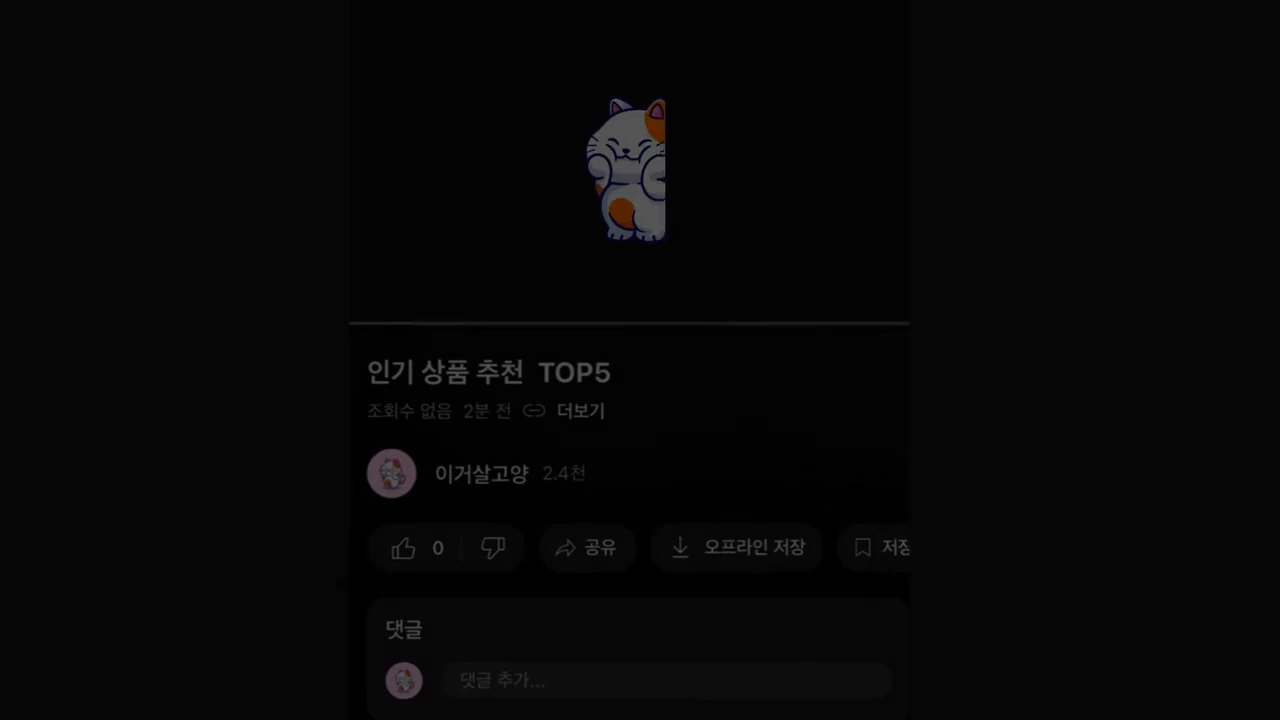 인기 상품 추천 TOP5
조회수 없음 2분 전 더보기
이거살고양 2.4천
0 공유 오프라인 저장 저장
댓글
댓글 추가...